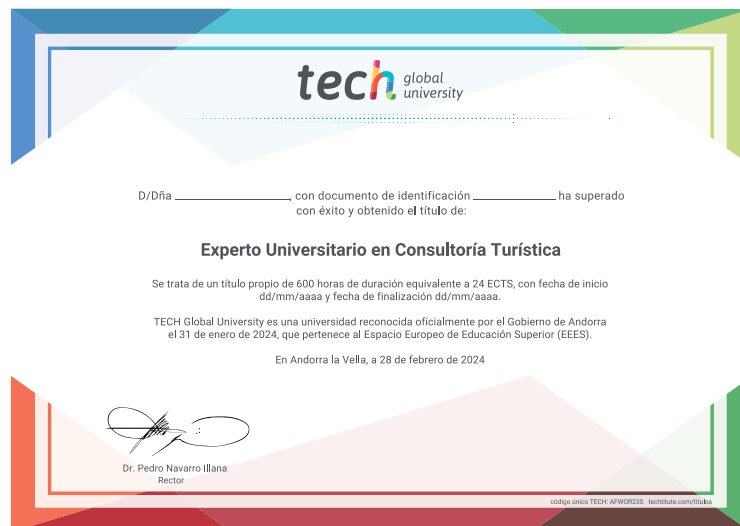 tech global
university
D/Dña ____________________, con documento de identificación ______________ ha superado
con éxito y obtenido el título de:
Experto Universitario en Consultoría Turística
Se trata de un título propio de 600 horas de duración equivalente a 24 ECTS, con fecha de inicio
dd/mm/aaaa y fecha de finalización dd/mm/aaaa.
TECH Global University es una universidad reconocida oficialmente por el Gobierno de Andorra
el 31 de enero de 2024, que pertenece al Espacio Europeo de Educación Superior (EEES).
En Andorra la Vella, a 28 de febrero de 2024
Dr. Pedro Navarro Illana
Rector
código único TECH: AFWOR235 techtitute.com/titulos